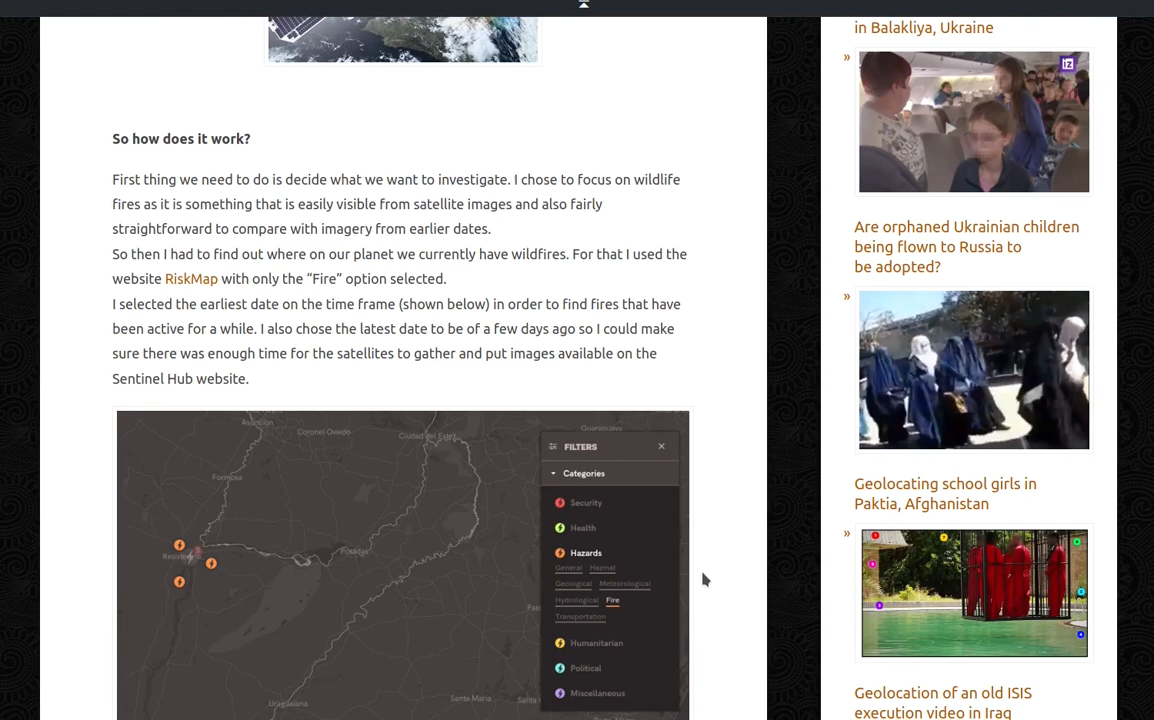 So how does it work?
First thing we need to do is decide what we want to investigate. I chose to focus on wildlife
fires as it is something that is easily visible from satellite images and also fairly
straightforward to compare with imagery from earlier dates.
So then I had to find out where on our planet we currently have wildfires. For that I used the
website RiskMap with only the “Fire” option selected.
I selected the earliest date on the time frame (shown below) in order to find fires that have
been active for a while. I also chose the latest date to be of a few days ago so I could make
sure there was enough time for the satellites to gather and put images available on the
Sentinel Hub website.
Asuncion
Coronel Oviedo
Ciudad del Este
Guarapuava
Formosa
Posadas
Uruguaiana
Santa Maria
FILTERS
Categories
Security
Health
Hazards
General Hazmat
Geological Meteorological
Hydrological Fire
Transportation
Humanitarian
Political
Miscellaneous
in Balakliya, Ukraine
»
tz
Are orphaned Ukrainian children
being flown to Russia to
be adopted?
»
Geolocating school girls in
Paktia, Afghanistan
»
Geolocation of an old ISIS
execution video in Iraq